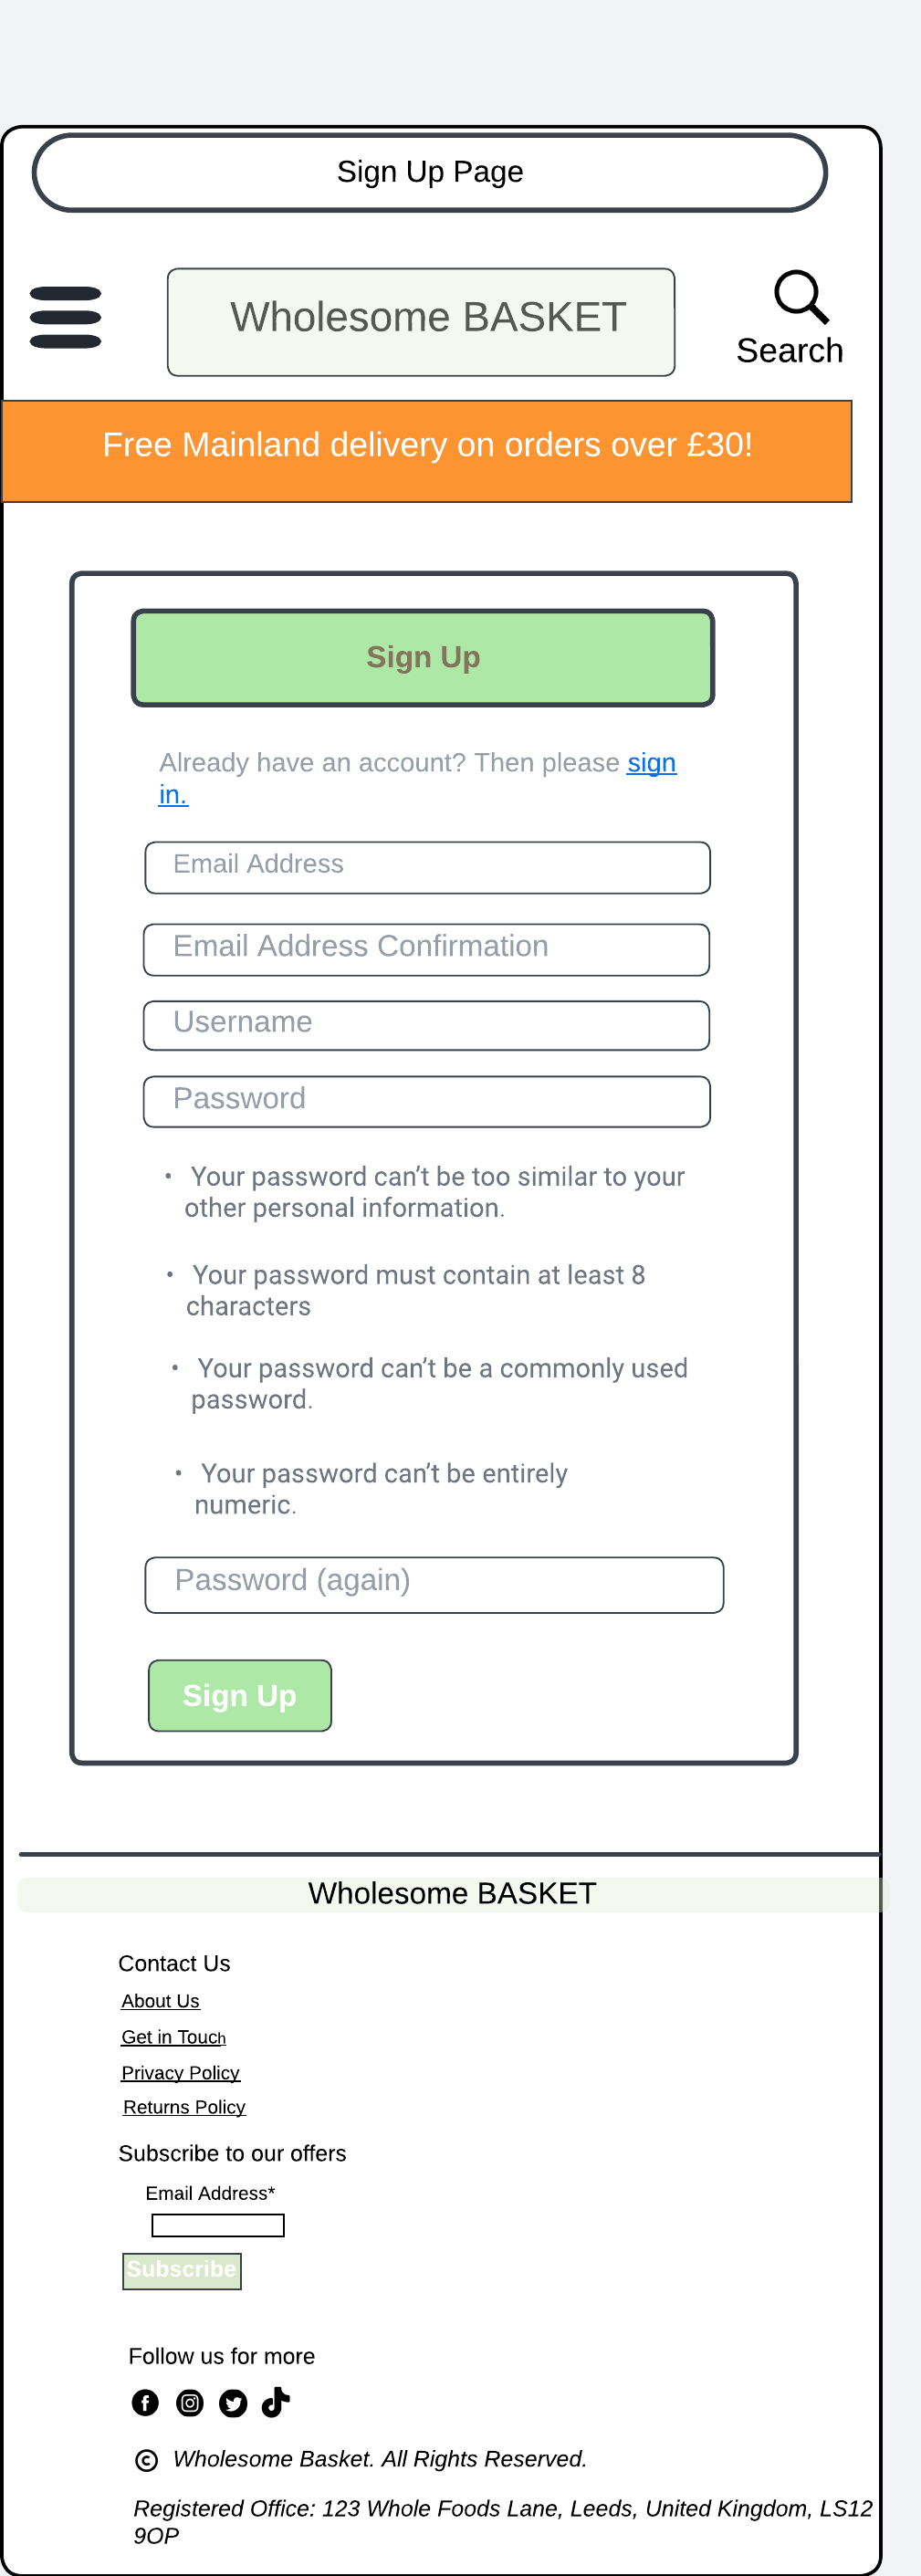 Sign Up Page
Wholesome BASKET
Search
Free Mainland delivery on orders over £30!
Sign Up
Already have an account? Then please sign
in.
Email Address
Email Address Confirmation
Username
Password
• Your password can’t be too similar to your
other personal information.
• Your password must contain at least 8
characters
• Your password can’t be a commonly used
password.
• Your password can’t be entirely
numeric.
Password (again)
Sign Up
Wholesome BASKET
Contact Us
About Us
Get in Touch
Privacy Policy
Returns Policy
Subscribe to our offers
Email Address*
Subscribe
Follow us for more
© Wholesome Basket. All Rights Reserved.
Registered Office: 123 Whole Foods Lane, Leeds, United Kingdom, LS12
9OP